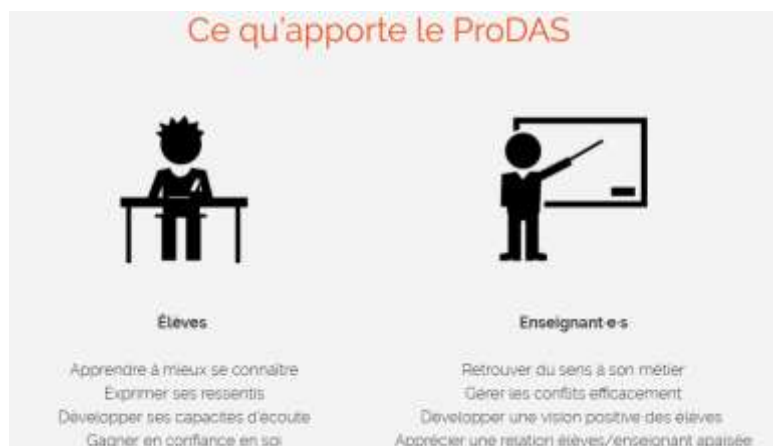 Ce qu'apporte le ProDAS
Élèves
Apprendre à mieux se connaître
Exprimer ses ressentis
Développer ses capacités d'écoute
Gagner en confiance en soi
Enseignant·e·s
Retrouver du sens à son métier
Gérer les conflits efficacement
Développer une vision positive des élèves
Apprécier une relation élèves/enseignant apaisée